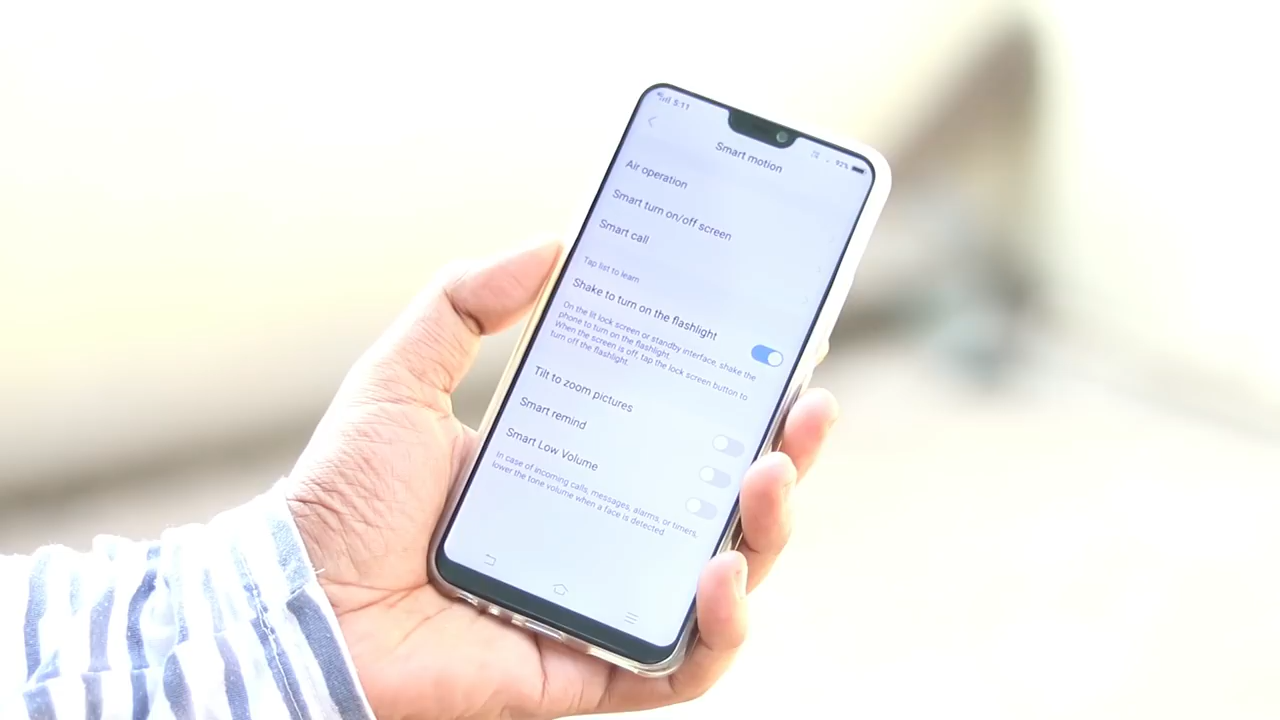 5:11
92%
Smart motion
Air operation
Smart turn on/off screen
Smart call
Tap list to learn
Shake to turn on the flashlight
On the lit lock screen or standby interface, shake the
phone to turn on the flashlight.
When the screen is off, tap the lock screen button to
turn off the flashlight.
Tilt to zoom pictures
Smart remind
Smart Low Volume
In case of incoming calls, messages, alarms, or timers,
lower the tone volume when a face is detected